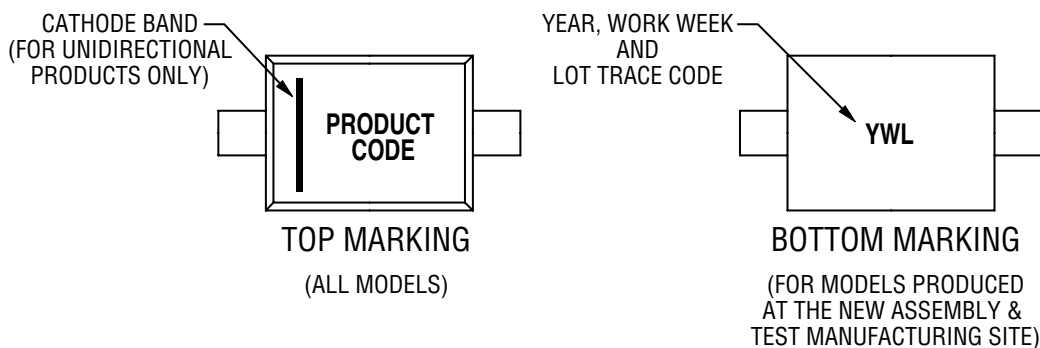 CATHODE BAND
(FOR UNIDIRECTIONAL
PRODUCTS ONLY)
PRODUCT
CODE
TOP MARKING
(ALL MODELS)
YEAR, WORK WEEK
AND
LOT TRACE CODE
YWL
BOTTOM MARKING
(FOR MODELS PRODUCED
AT THE NEW ASSEMBLY &
TEST MANUFACTURING SITE)